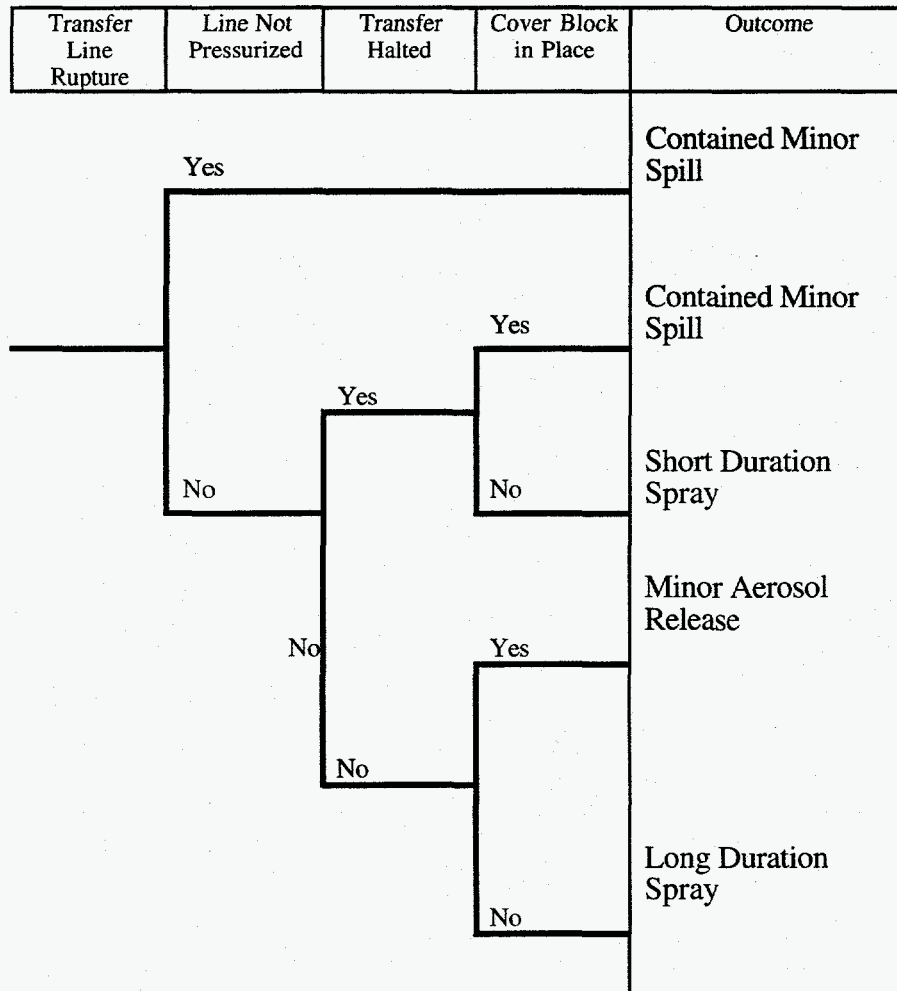 Transfer
Line
Rupture
Line Not
Pressurized
Transfer
Halted
Cover Block
in Place
Outcome
Yes
Contained Minor
Spill
Yes
Contained Minor
Spill
Yes
No
No
Short Duration
Spray
Minor Aerosol
Release
No
Yes
No
Long Duration
Spray
No